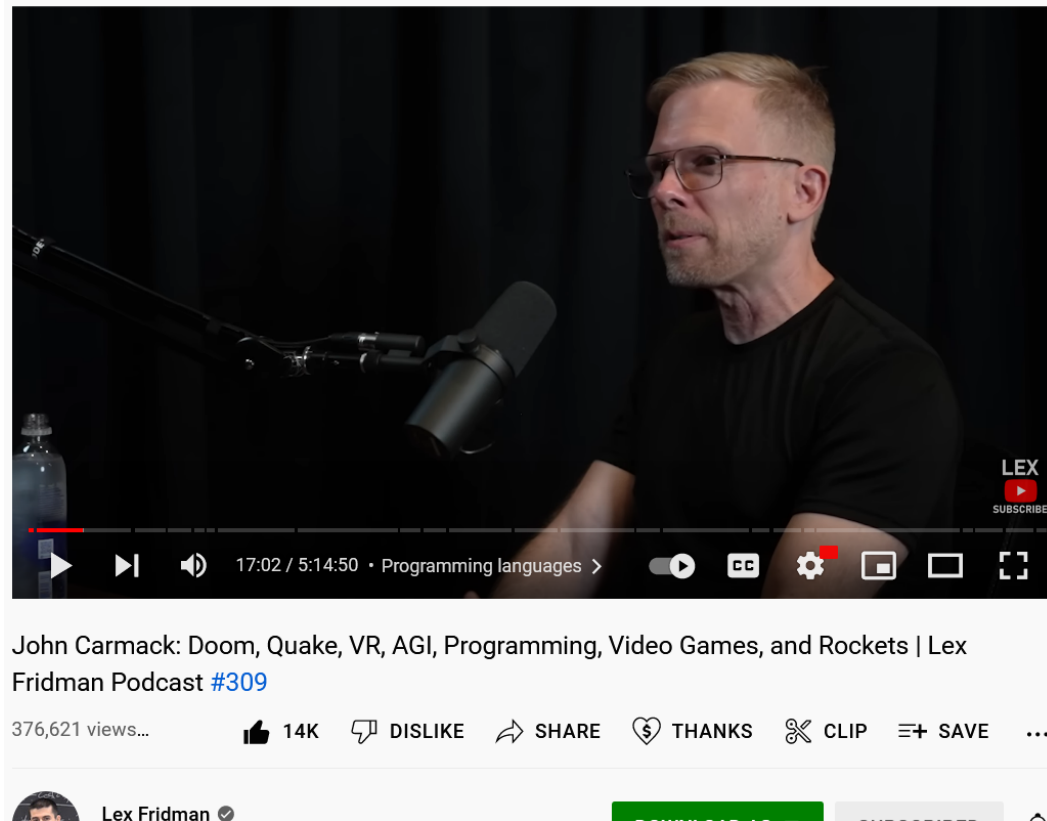 LEX
SUBSCRIBE
17:02 / 5:14:50 • Programming languages
CC
John Carmack: Doom, Quake, VR, AGI, Programming, Video Games, and Rockets | Lex
Fridman Podcast #309
376,621 views...
14K DISLIKE SHARE THANKS CLIP SAVE
Lex Fridman